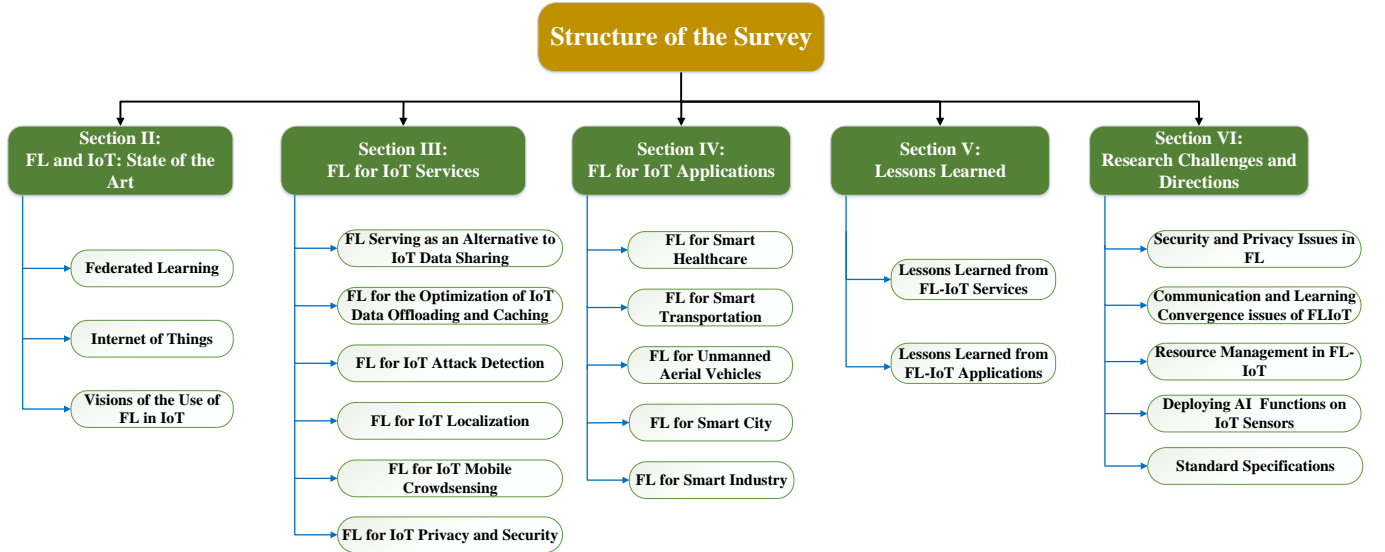 Structure of the Survey
Section II:
FL and IoT: State of the
Art
Federated Learning
Internet of Things
Visions of the Use of
FL in IoT
Section III:
FL for IoT Services
FL Serving as an Alternative to
IoT Data Sharing
FL for the Optimization of IoT
Data Offloading and Caching
FL for IoT Attack Detection
FL for IoT Localization
FL for IoT Mobile
Crowdsensing
FL for IoT Privacy and Security
Section IV:
FL for IoT Applications
FL for Smart
Healthcare
FL for Smart
Transportation
FL for Unmanned
Aerial Vehicles
FL for Smart City
FL for Smart Industry
Section V:
Lessons Learned
Lessons Learned from
FL-IoT Services
Lessons Learned from
FL-IoT Applications
Section VI:
Research Challenges and
Directions
Security and Privacy Issues in
FL
Communication and Learning
Convergence issues of FLIoT
Resource Management in FL-
IoT
Deploying AI Functions on
IoT Sensors
Standard Specifications